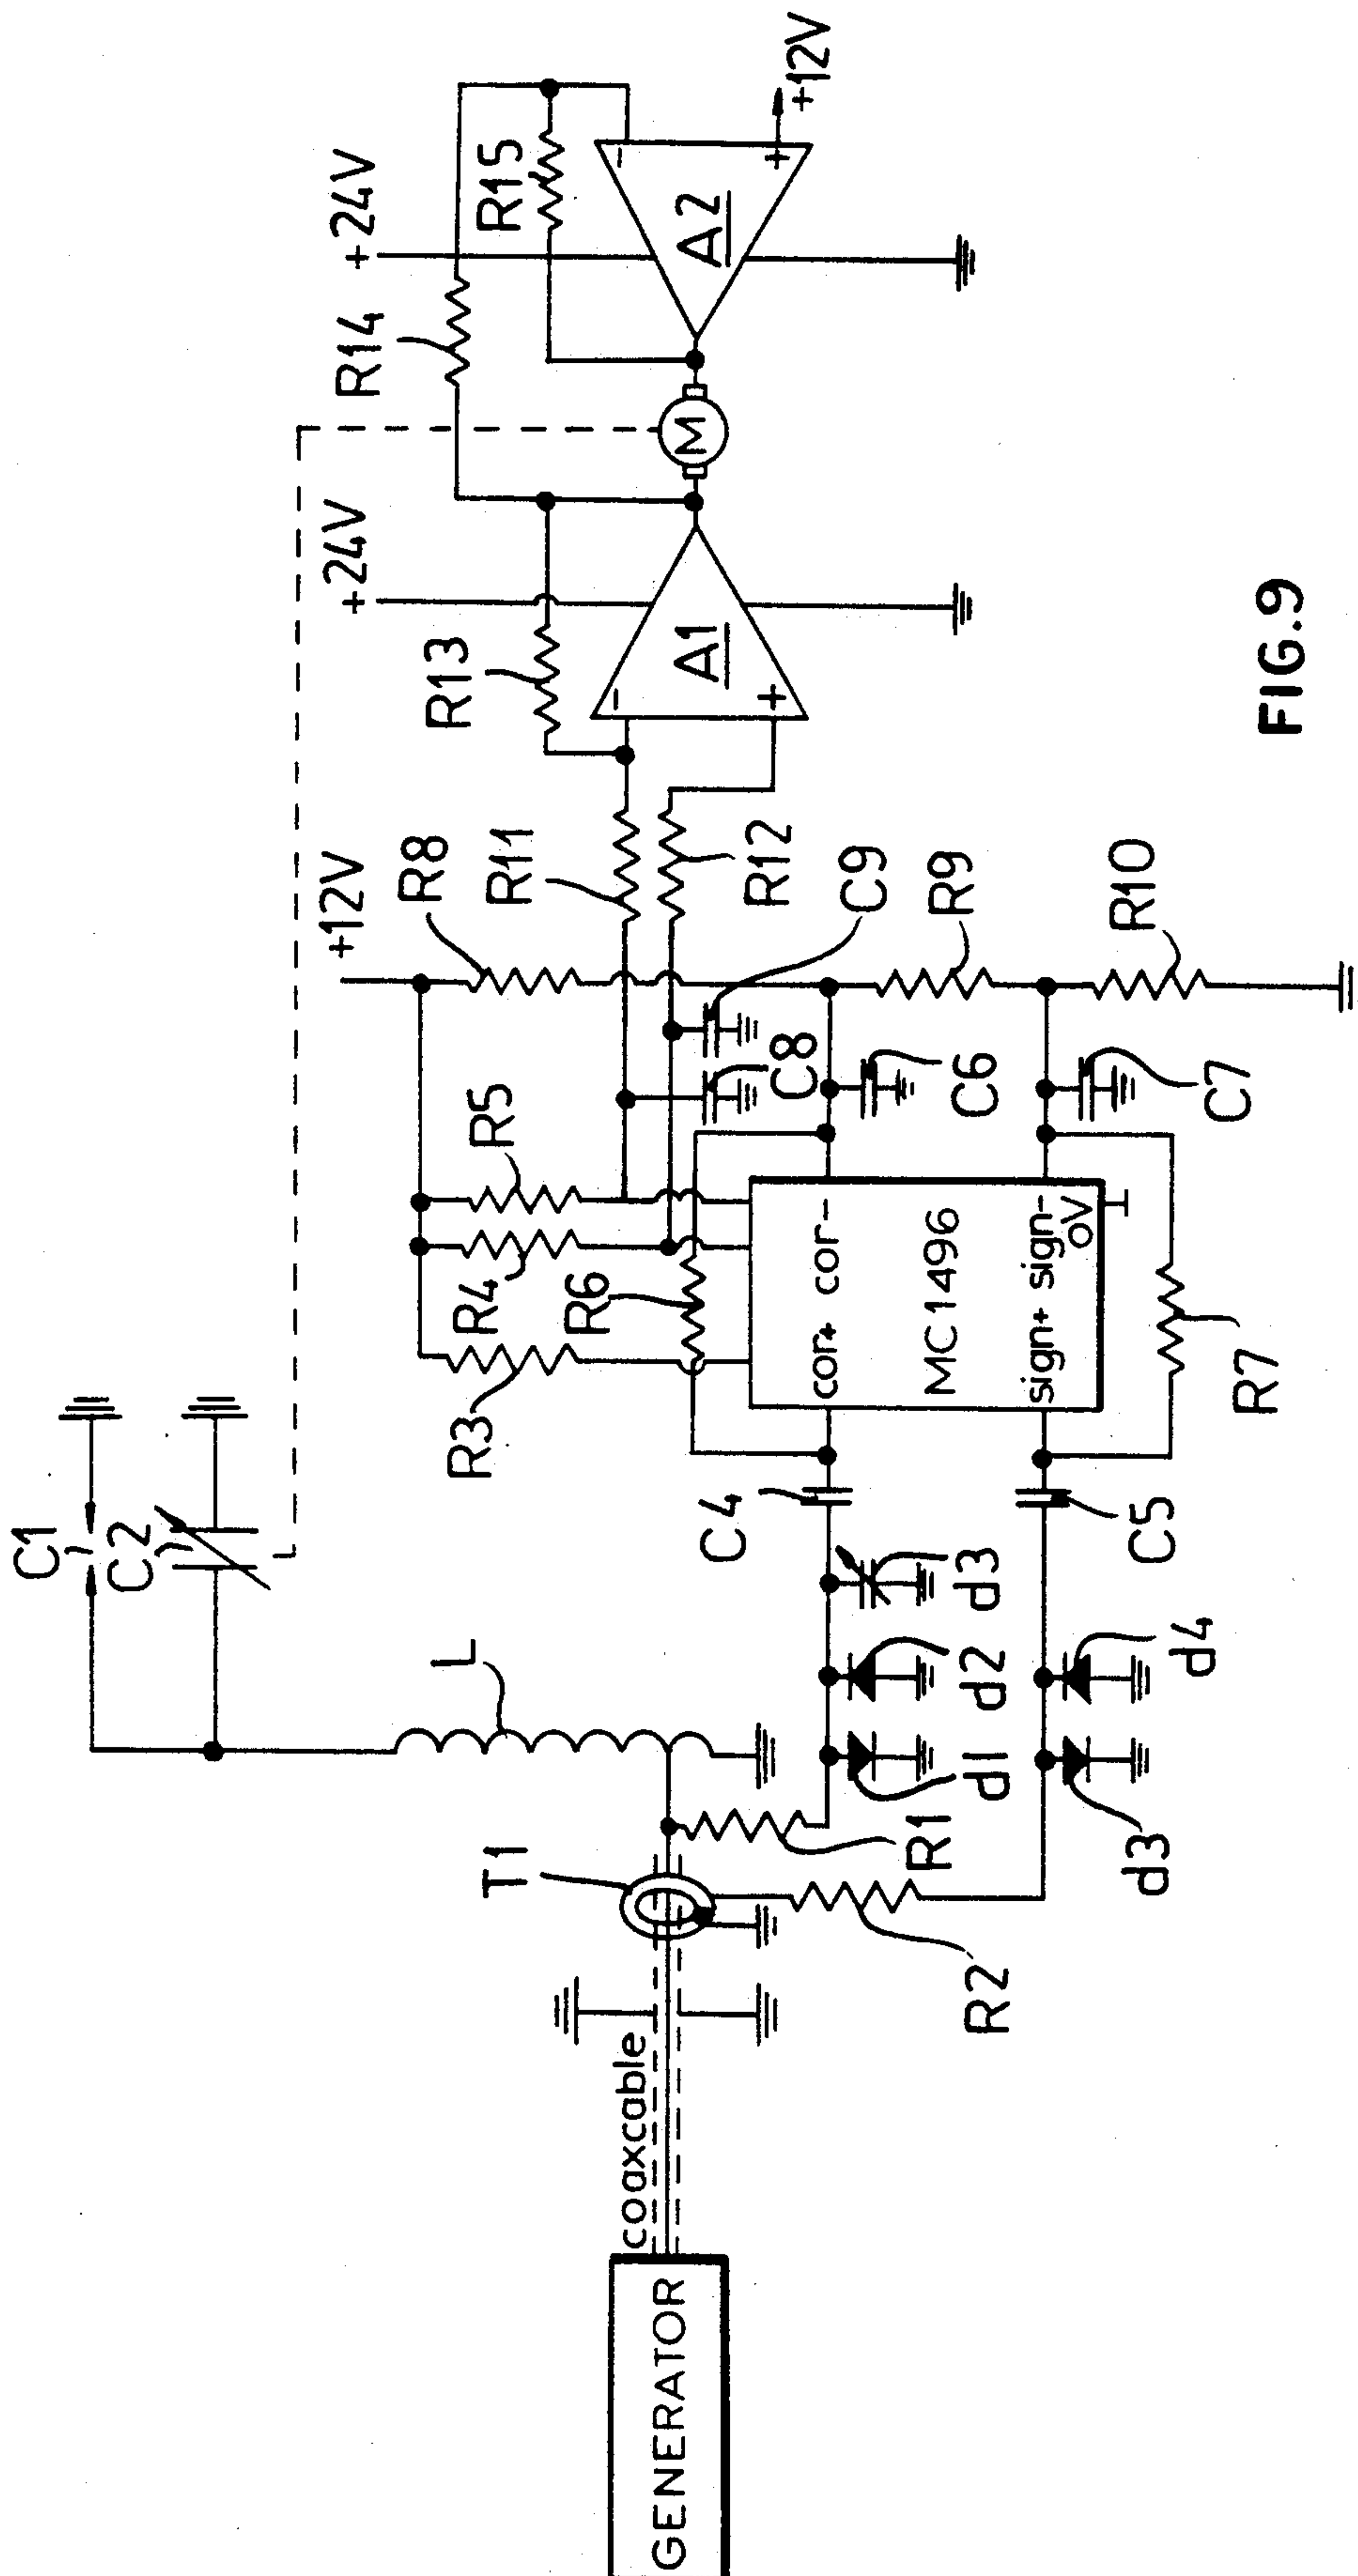 GENERATOR
coaxcable
T1
L
C1
C2
R1
R2
d1
d2
d3
d3
d4
C4
C5
R3
R4
R5
R6
R7
cor+ cor-
MC1496
sign+ sign-
0V
+12V
R8
R9
R10
C6
C7
C8
C9
R11
R12
R13
A1
-
+
+24V
M
R14
R15
+24V
A2
-
+
+12V
FIG.9